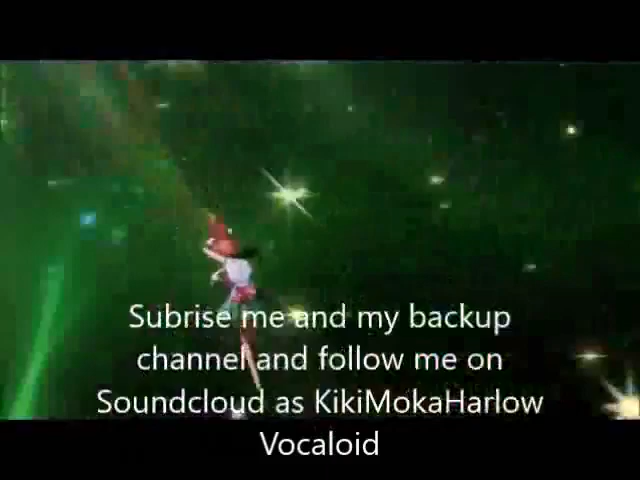 Subrise me and my backup
channel and follow me on
Soundcloud as KikiMokaHarlow
Vocaloid